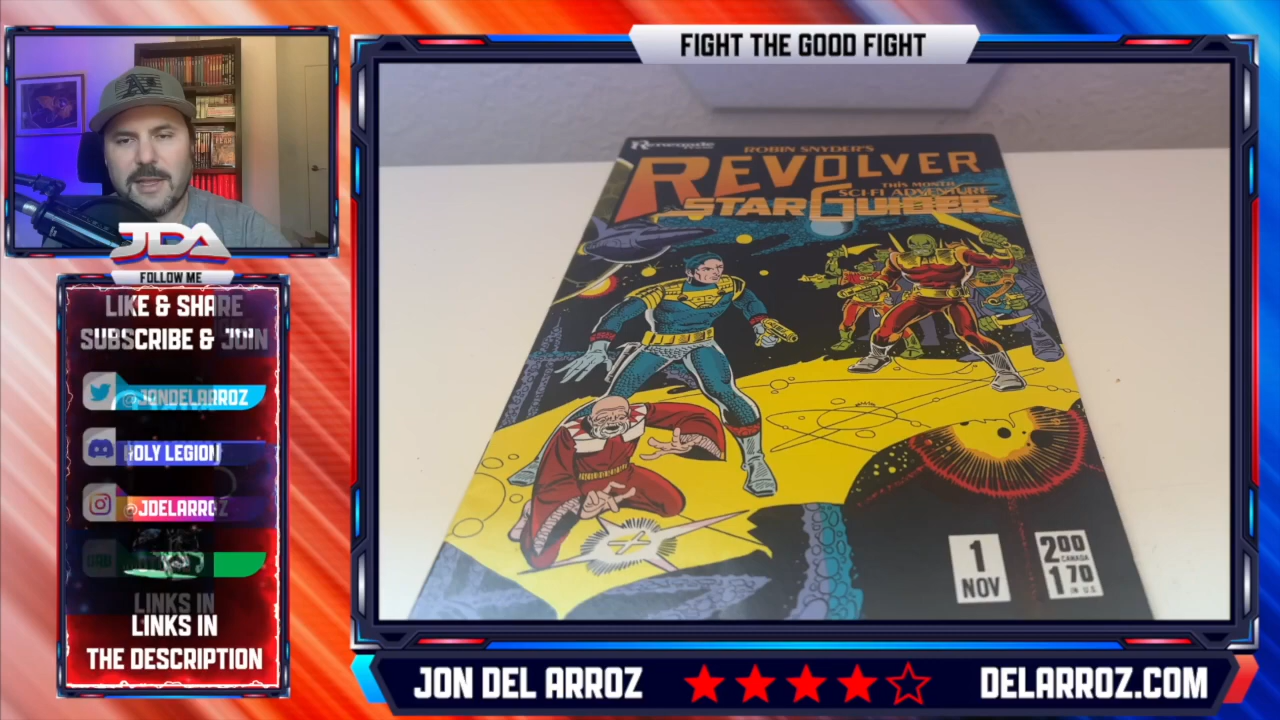 FIGHT THE GOOD FIGHT
JDA
FOLLOW ME
LIKE & SHARE
SUBSCRIBE & JOIN
@JONDELARROZ
HOLY LEGION
@JDELARROZ
LINKS IN
LINKS IN
THE DESCRIPTION
Renegade
ROBIN SNYDER'S
REVOLVER
THIS MONTH
SCI-FI ADVENTURE
STAR GUIDER
1
NOV
2.00
CANADA
1.70
IN U.S.
JON DEL ARROZ
DELARROZ.COM